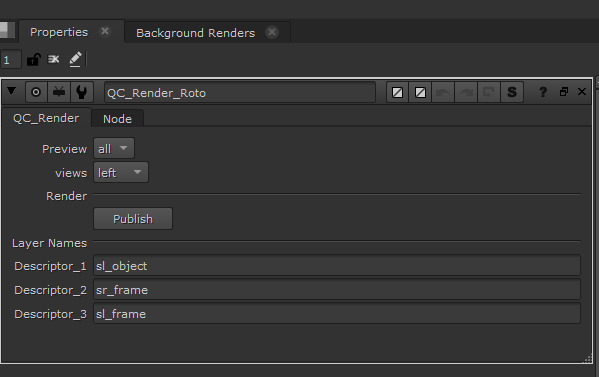 Properties Background Renders
1
QC_Render_Roto S ?
QC_Render Node
Preview all
views left
Render
Publish
Layer Names
Descriptor_1 sl_object
Descriptor_2 sr_frame
Descriptor_3 sl_frame